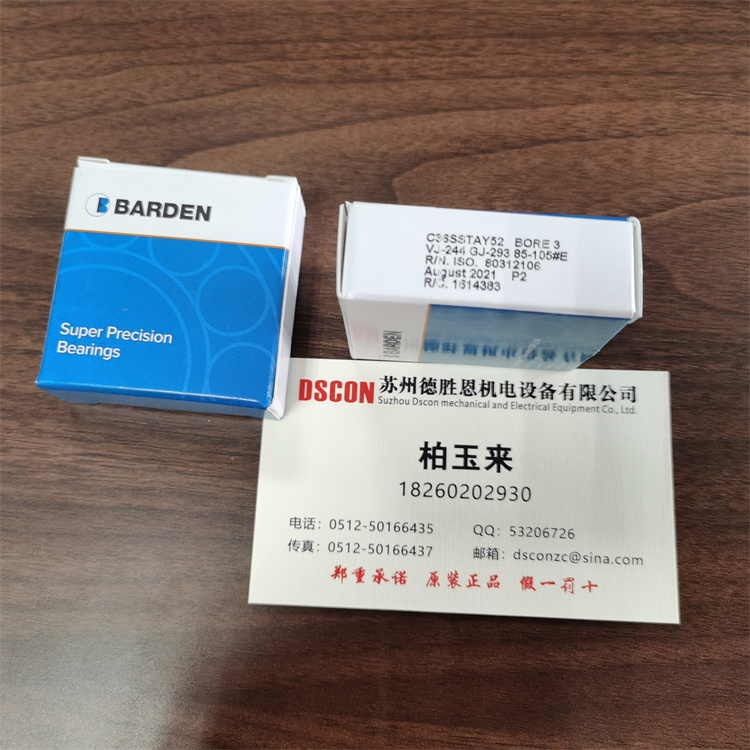 BARDEN
Super Precision
Bearings
C36SSTAY52 BORE 3
VJ-244 GJ-293 85-105#E
R/N. ISO. 80312106
August 2021 P2
R/C. 1614383
DSCON 苏州德胜恩机电设备有限公司
Suzhou Dscon mechanical and Electrical Equipment Co., Ltd.
柏玉来
18260202930
电话：0512-50166435 QQ：53206726
传真：0512-50166437 邮箱：dsconzc@sina.com
郑重承诺 原装正品 假一罚十